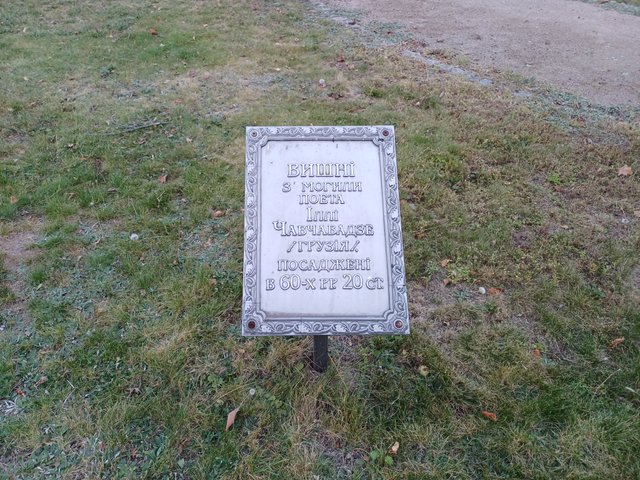 ВИШНІ
З' МОГИЛИ
ПОЕТА
ІЛЛІ
ЧАВЧАВАДЗЕ
/ГРУЗІЯ/
ПОСАДЖЕНІ
В 60-Х РР. 20 СТ.